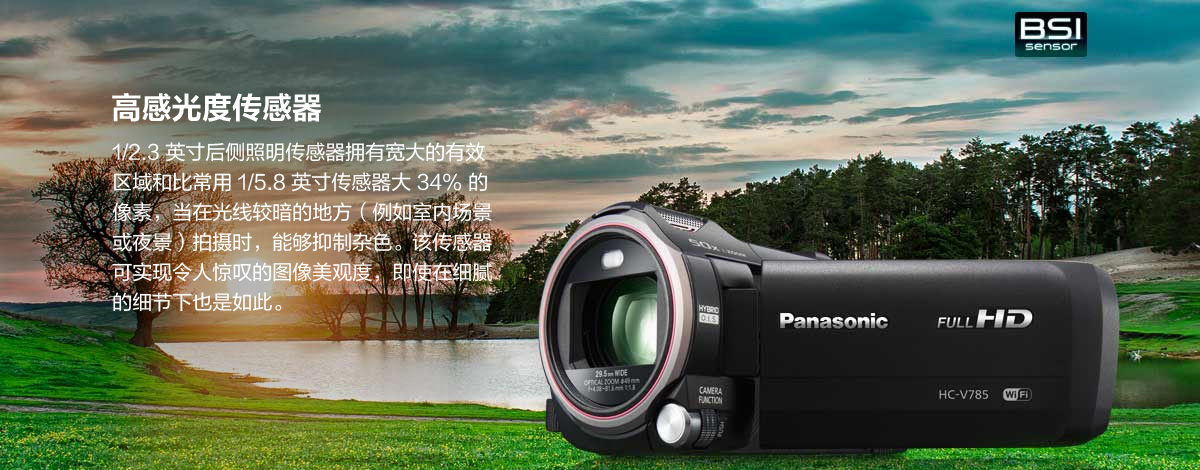 BSI
sensor
高感光度传感器
1/2.3 英寸后侧照明传感器拥有宽大的有效
区域和比常用 1/5.8 英寸传感器大 34% 的
像素，当在光线较暗的地方（例如室内场景
或夜景）拍摄时，能够抑制杂色。该传感器
可实现令人惊叹的图像美观度，即使在细腻
的细节下也是如此。
50x
HYBRID
O.I.S.
Panasonic
FULL HD
29.5mm WIDE
OPTICAL ZOOM ø49mm
CAMERA
FUNCTION
HC-V785
WiFi
PUSH